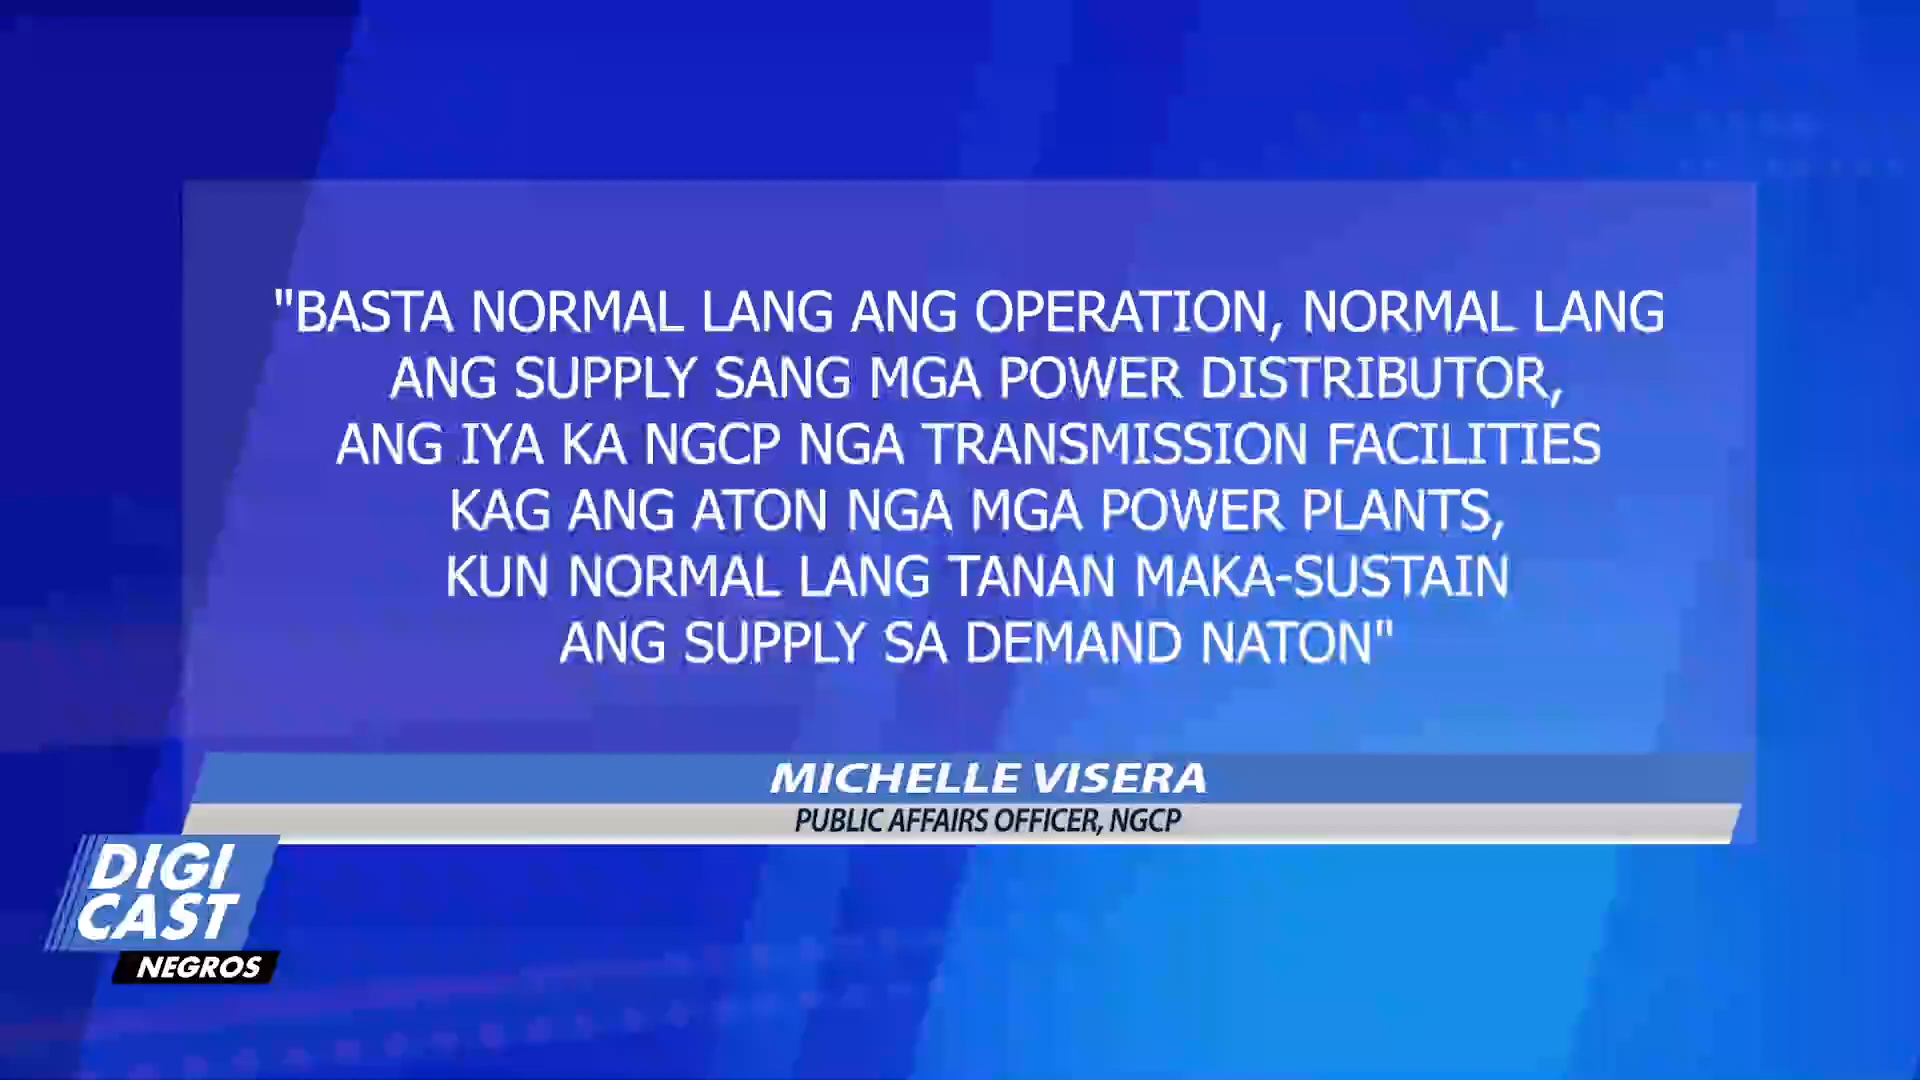 "BASTA NORMAL LANG ANG OPERATION, NORMAL LANG
ANG SUPPLY SANG MGA POWER DISTRIBUTOR,
ANG IYA KA NGCP NGA TRANSMISSION FACILITIES
KAG ANG ATON NGA MGA POWER PLANTS,
KUN NORMAL LANG TANAN MAKA-SUSTAIN
ANG SUPPLY SA DEMAND NATON"
MICHELLE VISERA
PUBLIC AFFAIRS OFFICER, NGCP
DIGI
CAST
NEGROS